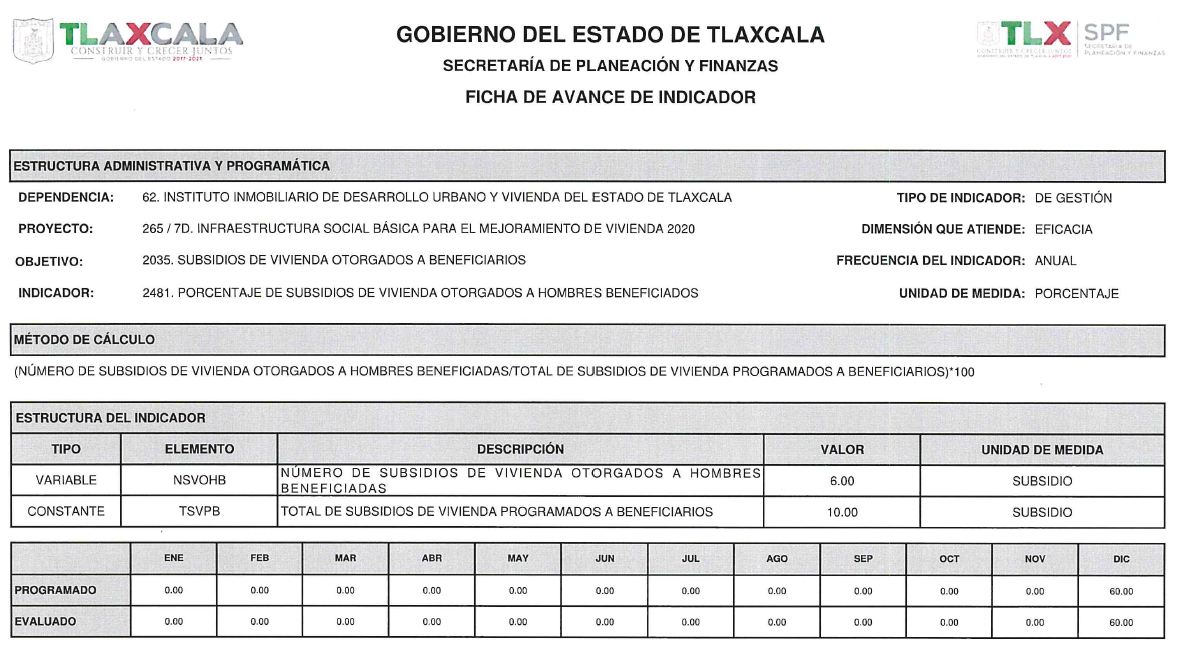 TLAXCALA
CONSTRUIR Y CRECER JUNTOS
GOBIERNO DEL ESTADO 2017-2021
GOBIERNO DEL ESTADO DE TLAXCALA
SECRETARÍA DE PLANEACIÓN Y FINANZAS
FICHA DE AVANCE DE INDICADOR
TLX
CONSTRUIR Y CRECER JUNTOS
SPF
SECRETARÍA DE
PLANEACIÓN Y FINANZAS
ESTRUCTURA ADMINISTRATIVA Y PROGRAMÁTICA
DEPENDENCIA: 62. INSTITUTO INMOBILIARIO DE DESARROLLO URBANO Y VIVIENDA DEL ESTADO DE TLAXCALA TIPO DE INDICADOR: DE GESTIÓN
PROYECTO: 265 / 7D. INFRAESTRUCTURA SOCIAL BÁSICA PARA EL MEJORAMIENTO DE VIVIENDA 2020 DIMENSIÓN QUE ATIENDE: EFICACIA
OBJETIVO: 2035. SUBSIDIOS DE VIVIENDA OTORGADOS A BENEFICIARIOS FRECUENCIA DEL INDICADOR: ANUAL
INDICADOR: 2481. PORCENTAJE DE SUBSIDIOS DE VIVIENDA OTORGADOS A HOMBRES BENEFICIADOS UNIDAD DE MEDIDA: PORCENTAJE
MÉTODO DE CÁLCULO
(NÚMERO DE SUBSIDIOS DE VIVIENDA OTORGADOS A HOMBRES BENEFICIADAS/TOTAL DE SUBSIDIOS DE VIVIENDA PROGRAMADOS A BENEFICIARIOS)*100
ESTRUCTURA DEL INDICADOR
TIPO ELEMENTO DESCRIPCIÓN VALOR UNIDAD DE MEDIDA
VARIABLE NSVOHB NÚMERO DE SUBSIDIOS DE VIVIENDA OTORGADOS A HOMBRES
BENEFICIADAS 6.00 SUBSIDIO
CONSTANTE TSVPB TOTAL DE SUBSIDIOS DE VIVIENDA PROGRAMADOS A BENEFICIARIOS 10.00 SUBSIDIO
ENE FEB MAR ABR MAY JUN JUL AGO SEP OCT NOV DIC
PROGRAMADO 0.00 0.00 0.00 0.00 0.00 0.00 0.00 0.00 0.00 0.00 0.00 60.00
EVALUADO 0.00 0.00 0.00 0.00 0.00 0.00 0.00 0.00 0.00 0.00 0.00 60.00